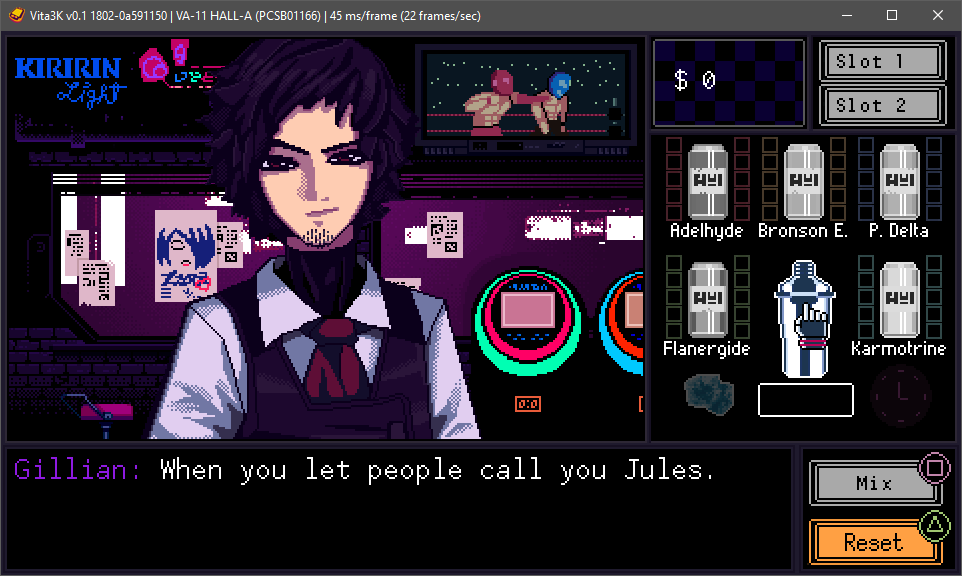 Vita3K v0.1 1802-0a591150 | VA-11 HALL-A (PCSB01166) | 45 ms/frame (22 frames/sec)
KIRIRIN
Light
$ 0
Slot 1
Slot 2
Adelhyde
Bronson E.
P. Delta
Flanergide
Karmotrine
Gillian: When you let people call you Jules.
Mix
Reset